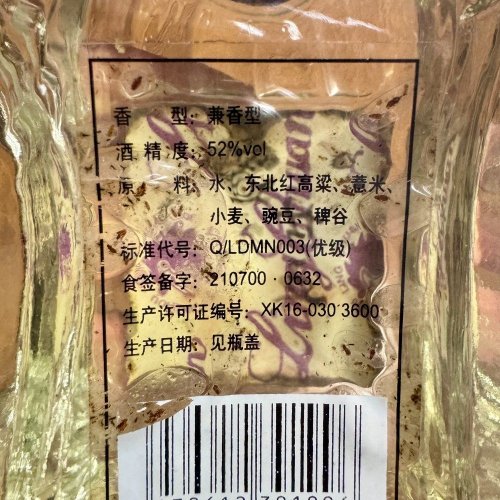 香 型：兼香型
酒 精 度：52%vol
原 料：水、东北红高粱、薏米、
小麦、豌豆、稗谷
标准代号：Q/LDMN003(优级)
食签备字：210700·0632
生产许可证编号：XK16-030 3600
生产日期：见瓶盖